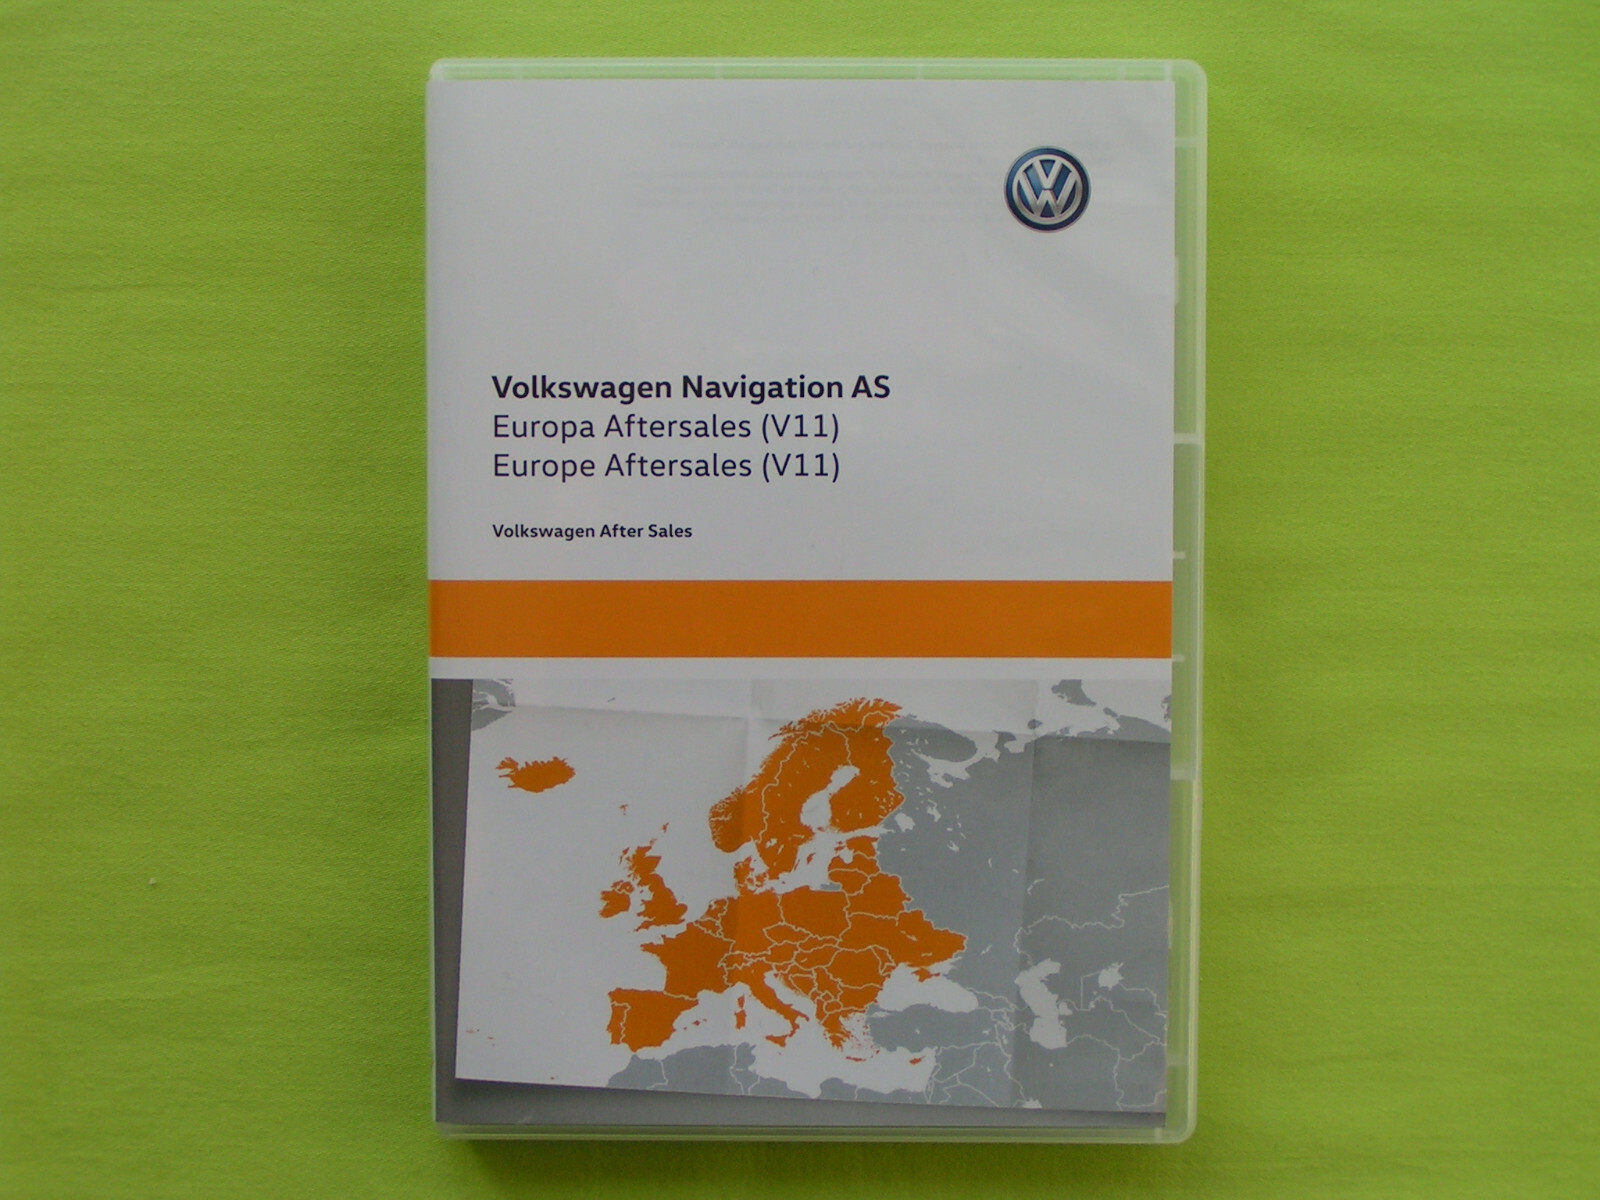 Volkswagen Navigation AS
Europa Aftersales (V11)
Europe Aftersales (V11)
Volkswagen After Sales